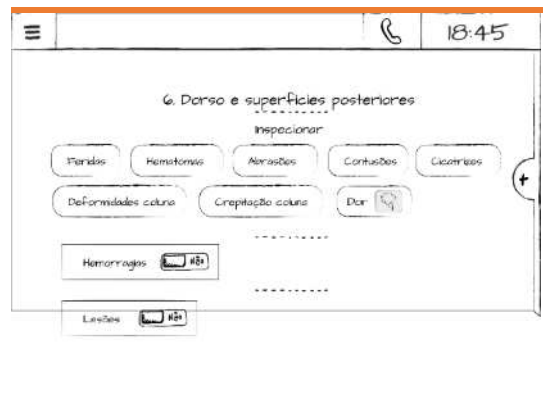 18:45
6. Dorso e superfícies posteriores
Inspecionar
Feridas Hematomas Abrasões Contusões Cicatrizes
Deformidades coluna Crepitação coluna Dor
Hemorragias Não
Lesões Não